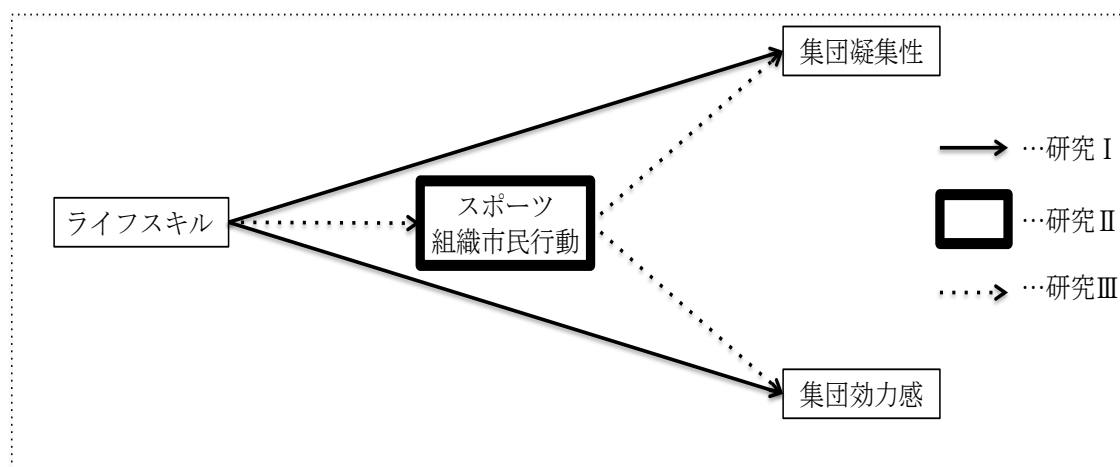 集団凝集性
…研究Ⅰ
ライフスキル
スポーツ
組織市民行動
…研究Ⅱ
…研究Ⅲ
集団効力感